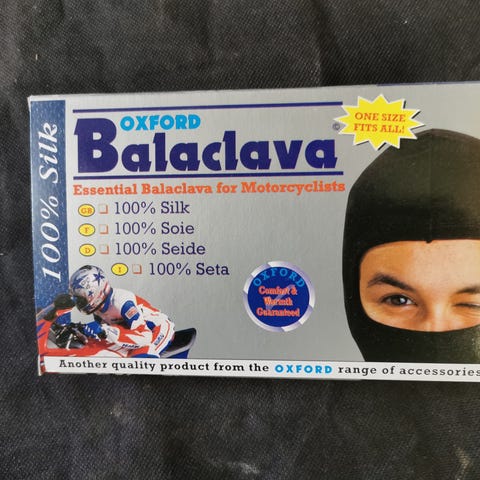 100% Silk
OXFORD
Balaclava
©
ONE SIZE
FITS ALL!
Essential Balaclava for Motorcyclists
GB 100% Silk
F 100% Soie
D 100% Seide
I 100% Seta
OXFORD
Comfort &
Warmth
Guaranteed
Another quality product from the OXFORD range of accessories